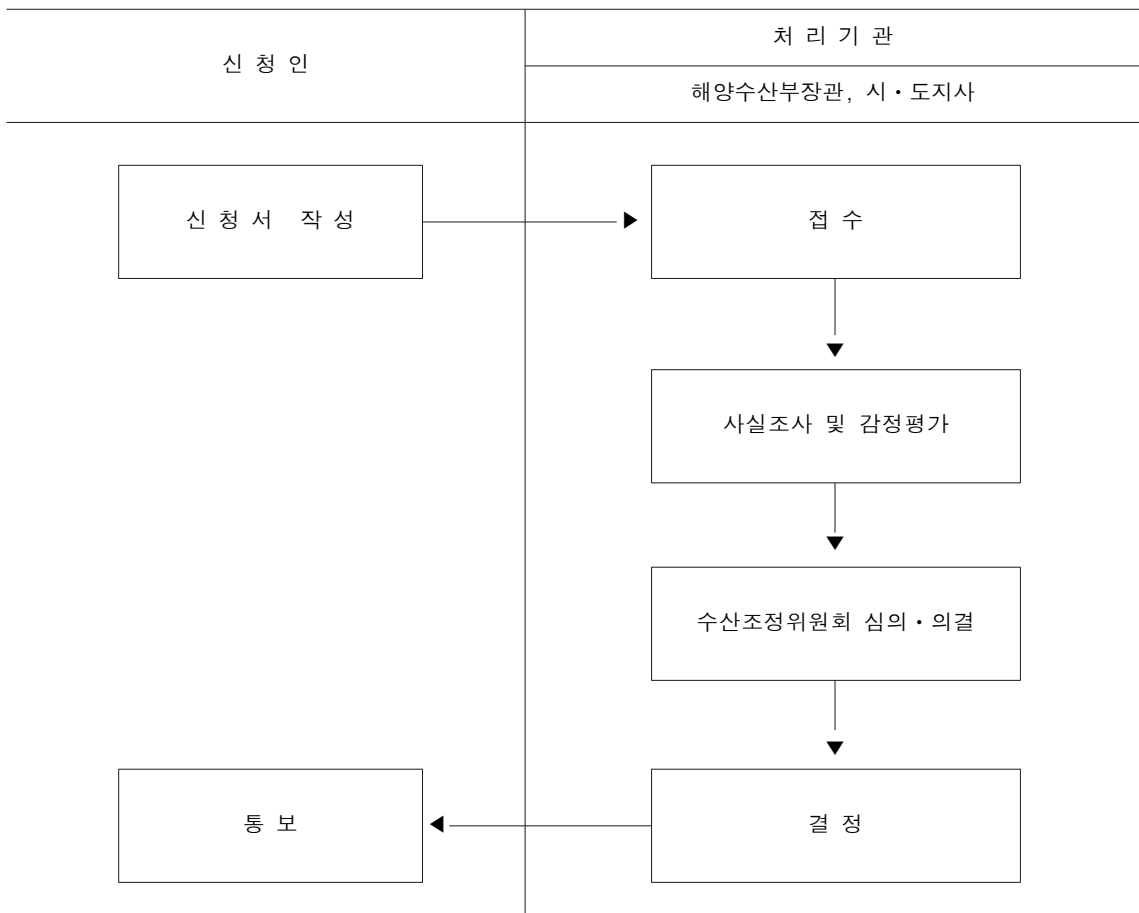 신 청 인
처 리 기 관
해양수산부장관, 시・도지사
신 청 서 작 성
접 수
사실조사 및 감정평가
수산조정위원회 심의・의결
통 보
결 정